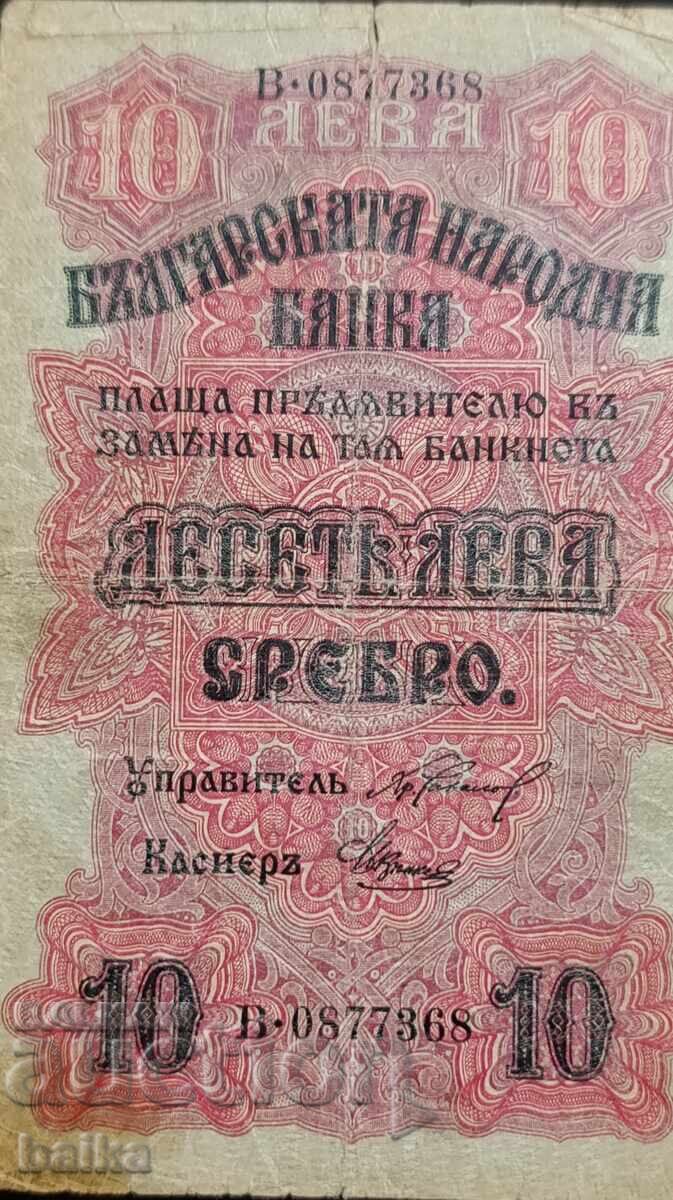 В·0877368
10 ЛЕВА 10
БЪЛГАРСКАТА НАРОДНА
БАНКА
ПЛАЩА ПРѢДЯВИТЕЛЮ ВЪ
ЗАМѢНА НА ТАЯ БАНКНОТА
ДЕСЕТЬ ЛЕВА
СРЕБРО.
Управитель
Касиеръ
10 В·0877368 10
balka